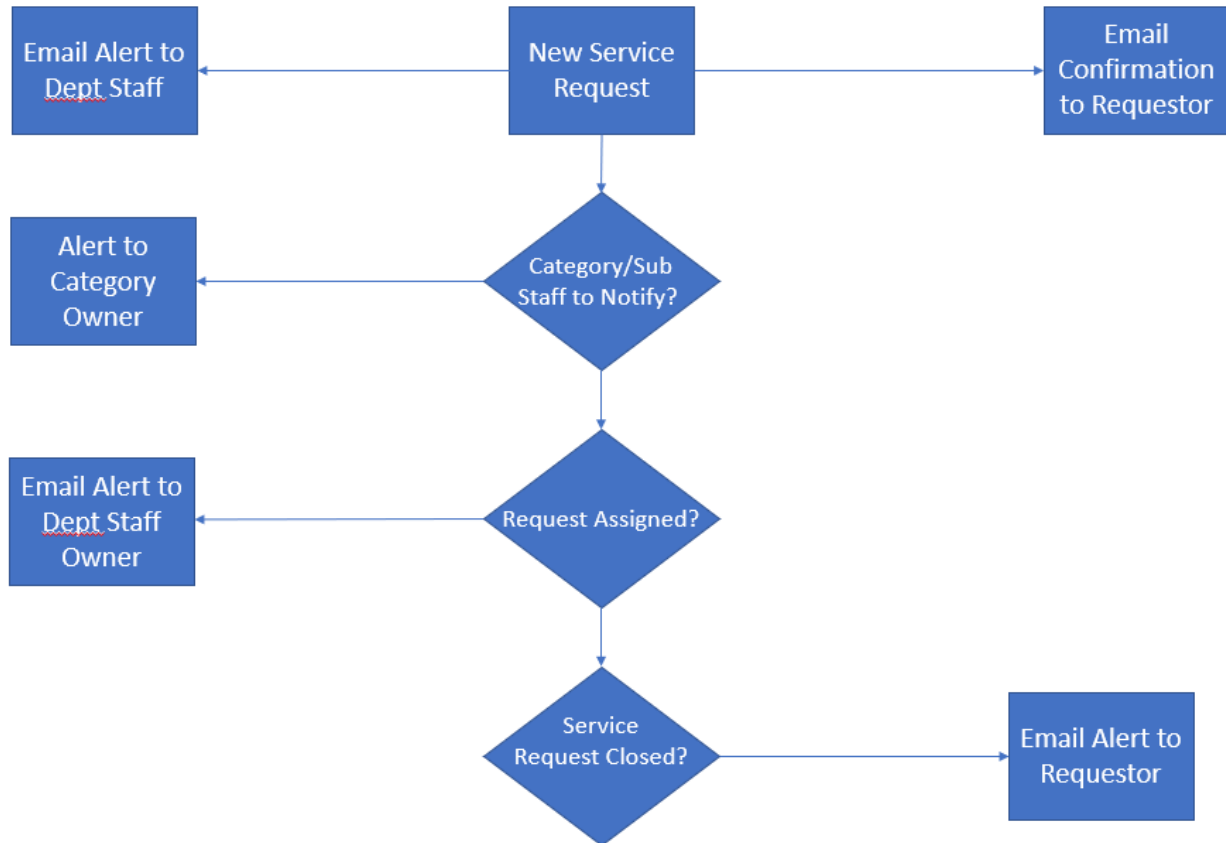 Email Alert to
Dept Staff
New Service
Request
Email
Confirmation
to Requestor
Alert to
Category
Owner
Category/Sub
Staff to Notify?
Email Alert to
Dept Staff
Owner
Request Assigned?
Service
Request Closed?
Email Alert to
Requestor